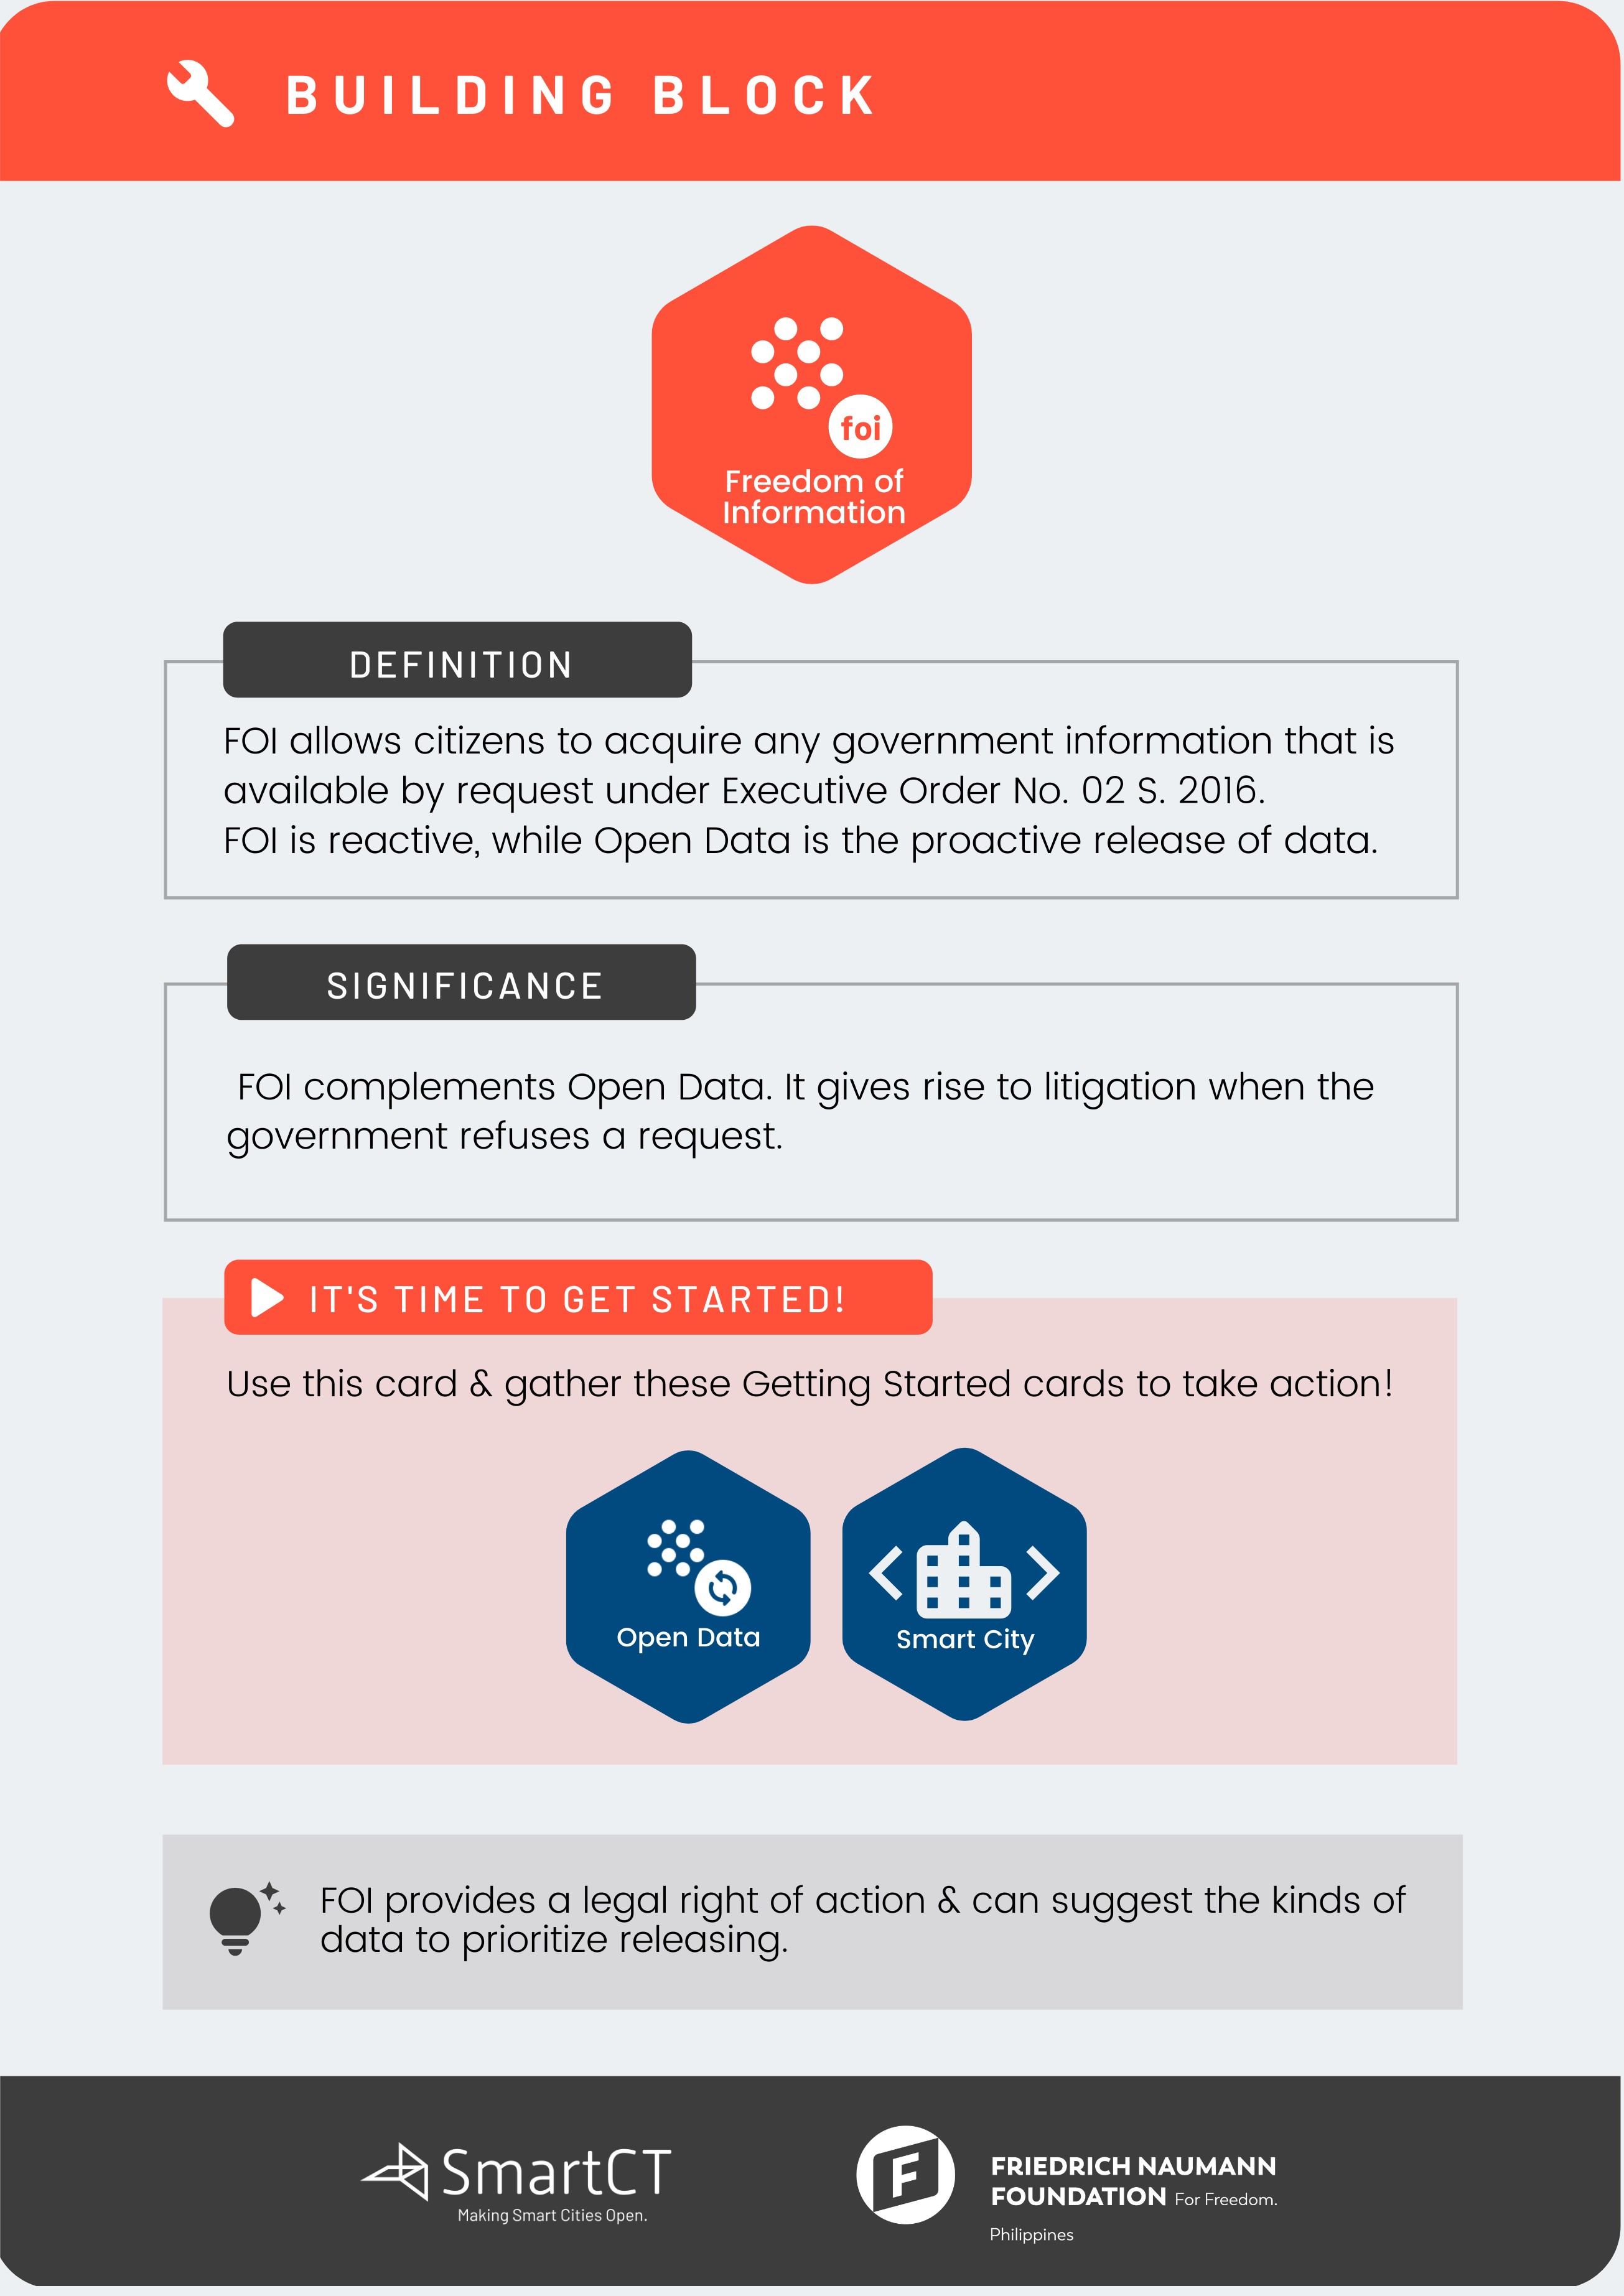 BUILDING BLOCK
foi
Freedom of
Information
DEFINITION
FOI allows citizens to acquire any government information that is
available by request under Executive Order No. 02 S. 2016.
FOI is reactive, while Open Data is the proactive release of data.
SIGNIFICANCE
FOI complements Open Data. It gives rise to litigation when the
government refuses a request.
IT'S TIME TO GET STARTED!
Use this card & gather these Getting Started cards to take action!
Open Data
Smart City
FOI provides a legal right of action & can suggest the kinds of
data to prioritize releasing.
SmartCT
Making Smart Cities Open.
F
FRIEDRICH NAUMANN
FOUNDATION For Freedom.
Philippines